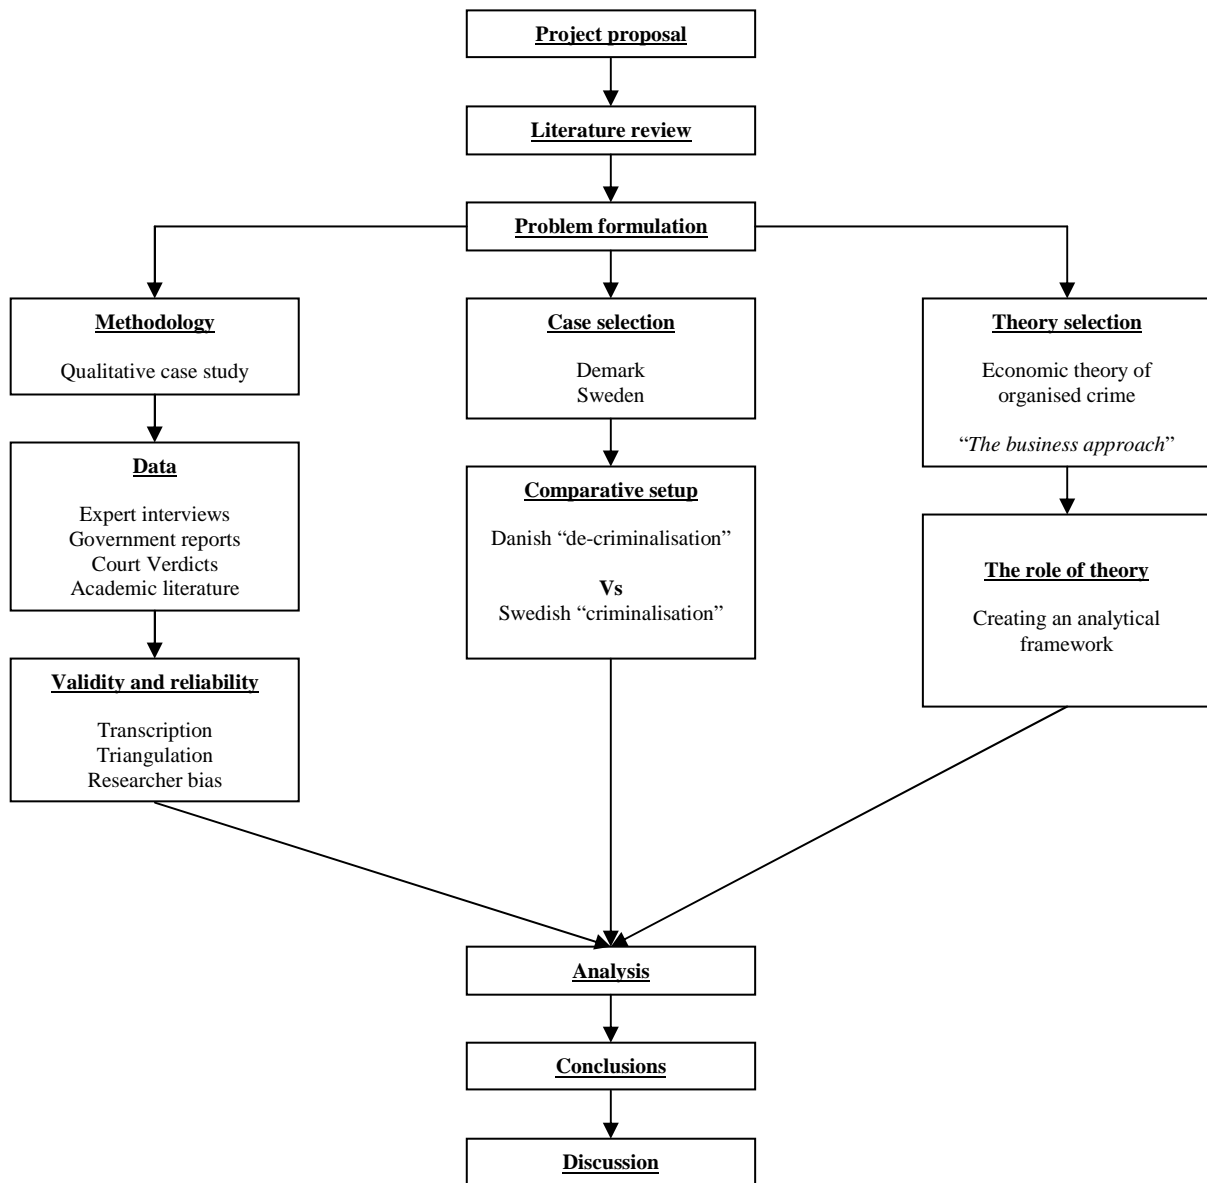 Project proposal
Literature review
Problem formulation
Methodology
Qualitative case study
Data
Expert interviews
Government reports
Court Verdicts
Academic literature
Validity and reliability
Transcription
Triangulation
Researcher bias
Case selection
Demark
Sweden
Comparative setup
Danish “de-criminalisation”
Vs
Swedish “criminalisation”
Theory selection
Economic theory of
organised crime
“The business approach”
The role of theory
Creating an analytical
framework
Analysis
Conclusions
Discussion